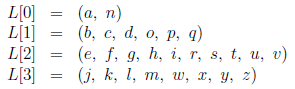 L[0] = (a, n)
L[1] = (b, c, d, o, p, q)
L[2] = (e, f, g, h, i, r, s, t, u, v)
L[3] = (j, k, l, m, w, x, y, z)